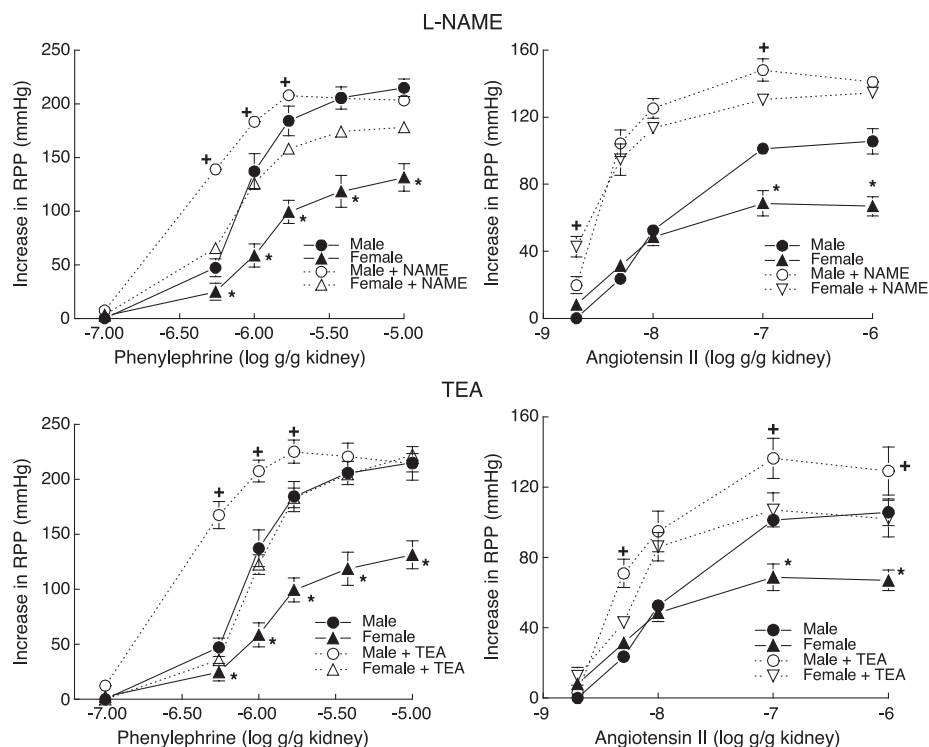 L-NAME
Increase in RPP (mmHg)
250
200
150
100
50
0
+
+
+
*
*
*
*
*
Male
Female
Male + NAME
Female + NAME
-7.00
-6.50
-6.00
-5.50
-5.00
Phenylephrine (log g/g kidney)
Increase in RPP (mmHg)
160
120
80
40
0
+
+
*
*
Male
Female
Male + NAME
Female + NAME
-9
-8
-7
-6
Angiotensin II (log g/g kidney)
TEA
Increase in RPP (mmHg)
250
200
150
100
50
0
+
+
+
*
*
*
*
*
Male
Female
Male + TEA
Female + TEA
-7.00
-6.50
-6.00
-5.50
-5.00
Phenylephrine (log g/g kidney)
Increase in RPP (mmHg)
160
120
80
40
0
+
+
+
*
*
Male
Female
Male + TEA
Female + TEA
-9
-8
-7
-6
Angiotensin II (log g/g kidney)